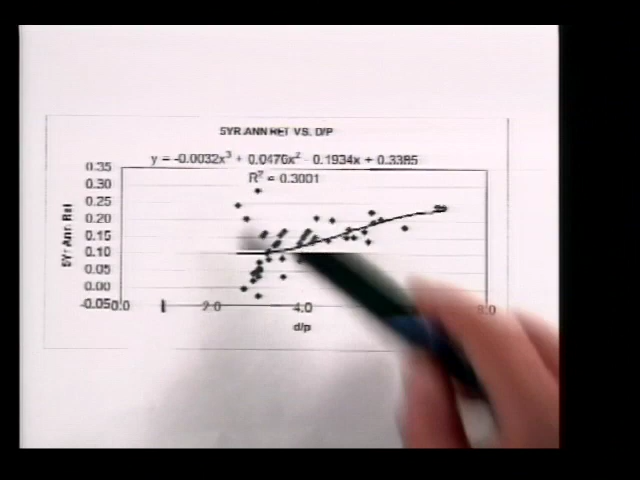 5YR ANN RET VS. D/P
y = -0.0032x³ + 0.0476x² - 0.1934x + 0.3385
R² = 0.3001
0.35
0.30
0.25
0.20
0.15
0.10
0.05
0.00
-0.05
5Yr Ann Ret
0.0 2.0 4.0 8.0
d/p